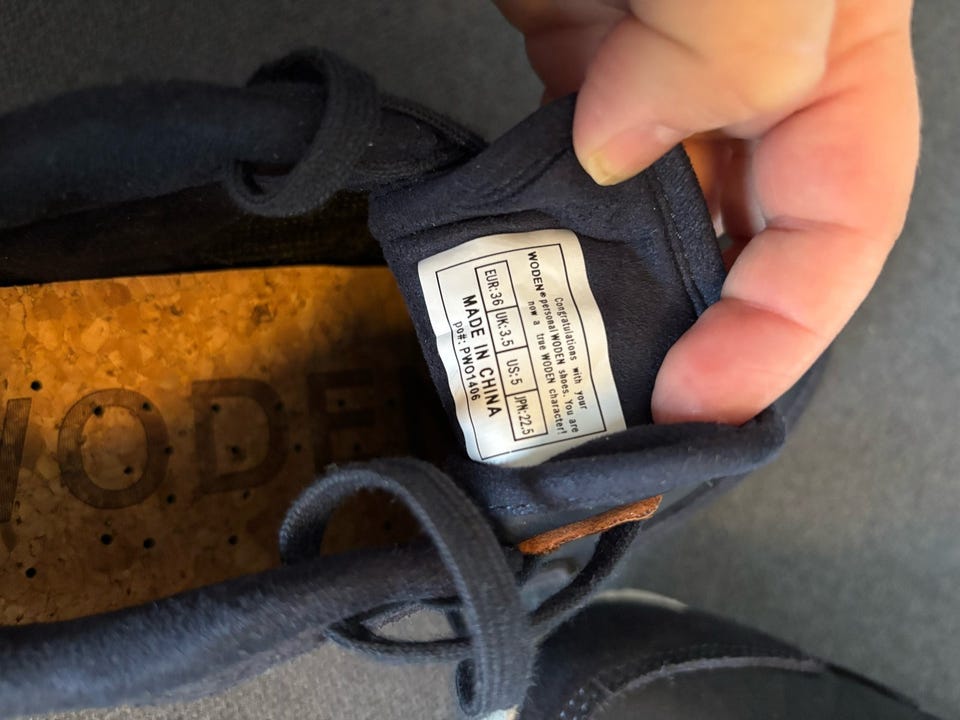 Congratulations with your
WODEN® personal WODEN shoes. You are
now a true WODEN character!
EUR:36 UK:3.5 US:5 JPN:22.5
MADE IN CHINA
po#: PWO1406
WODE